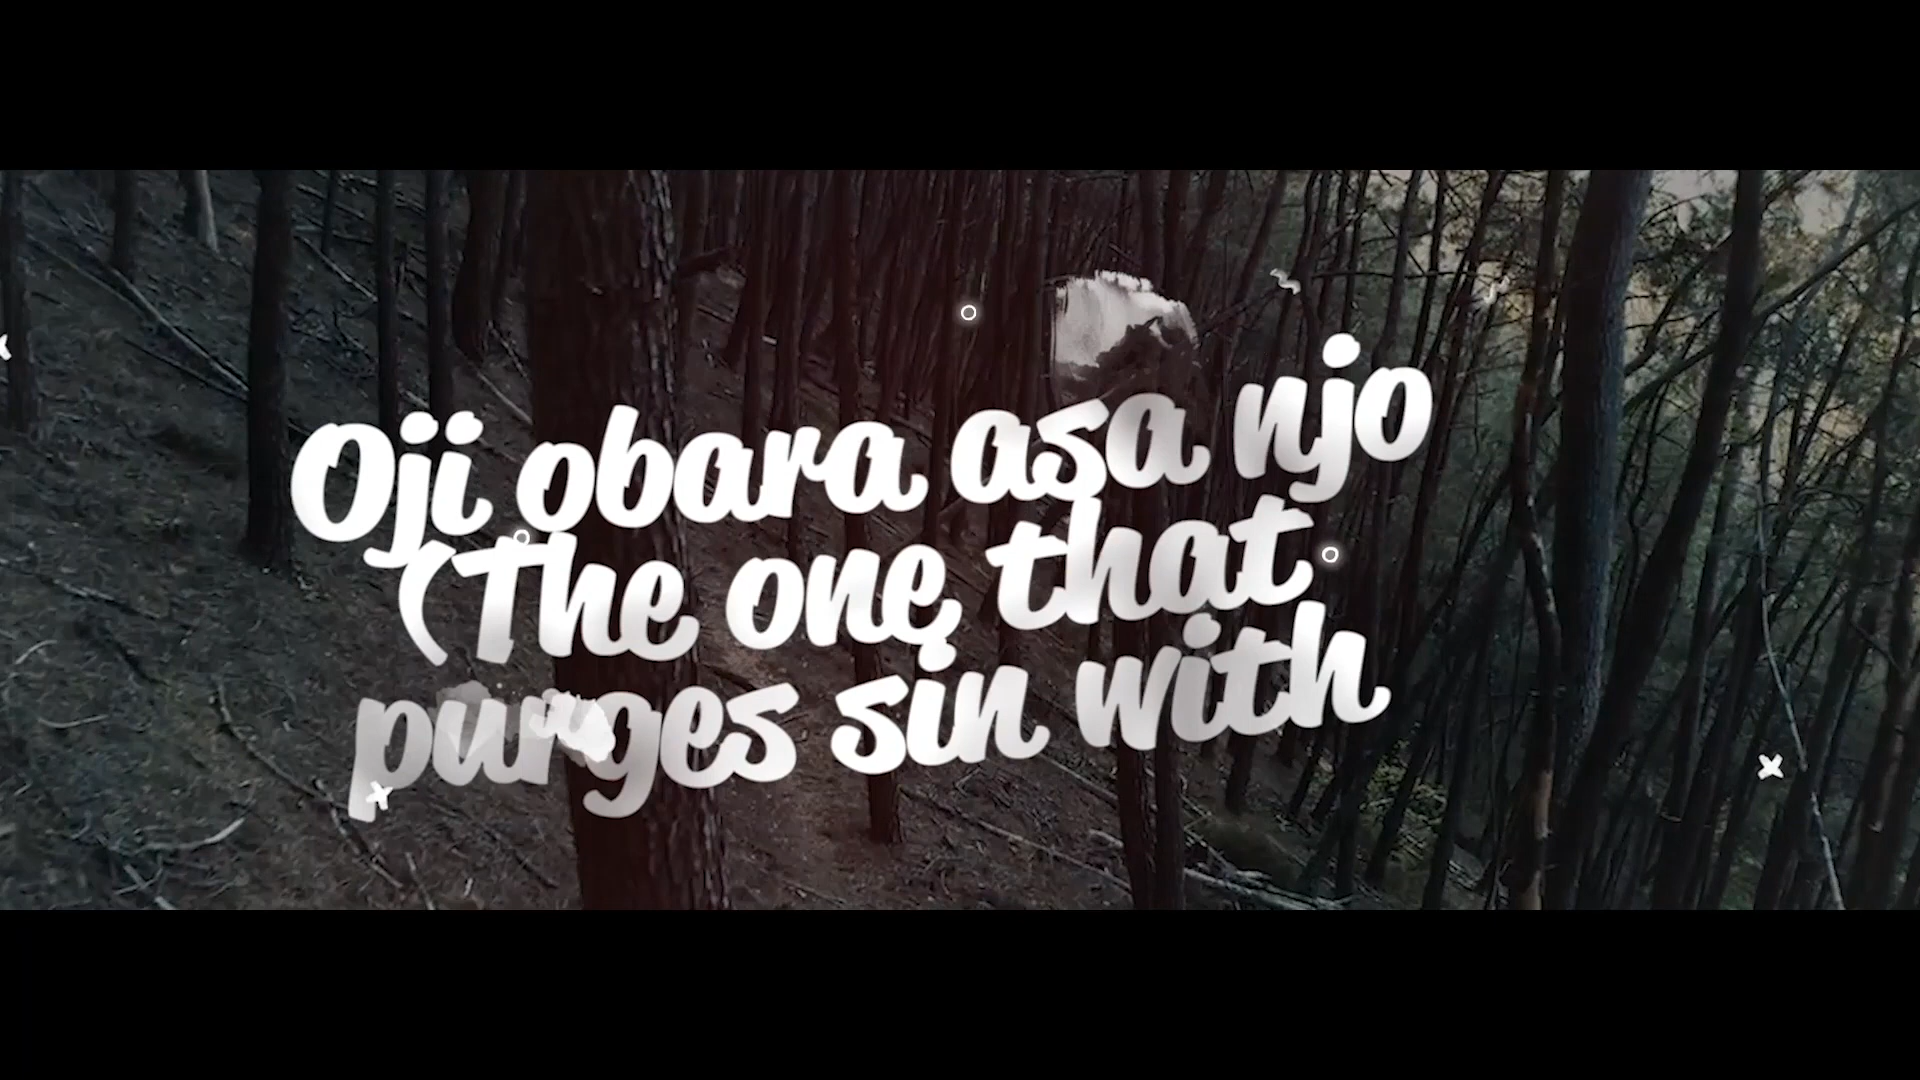 Oji obara asa njo
(The one that
purges sin with